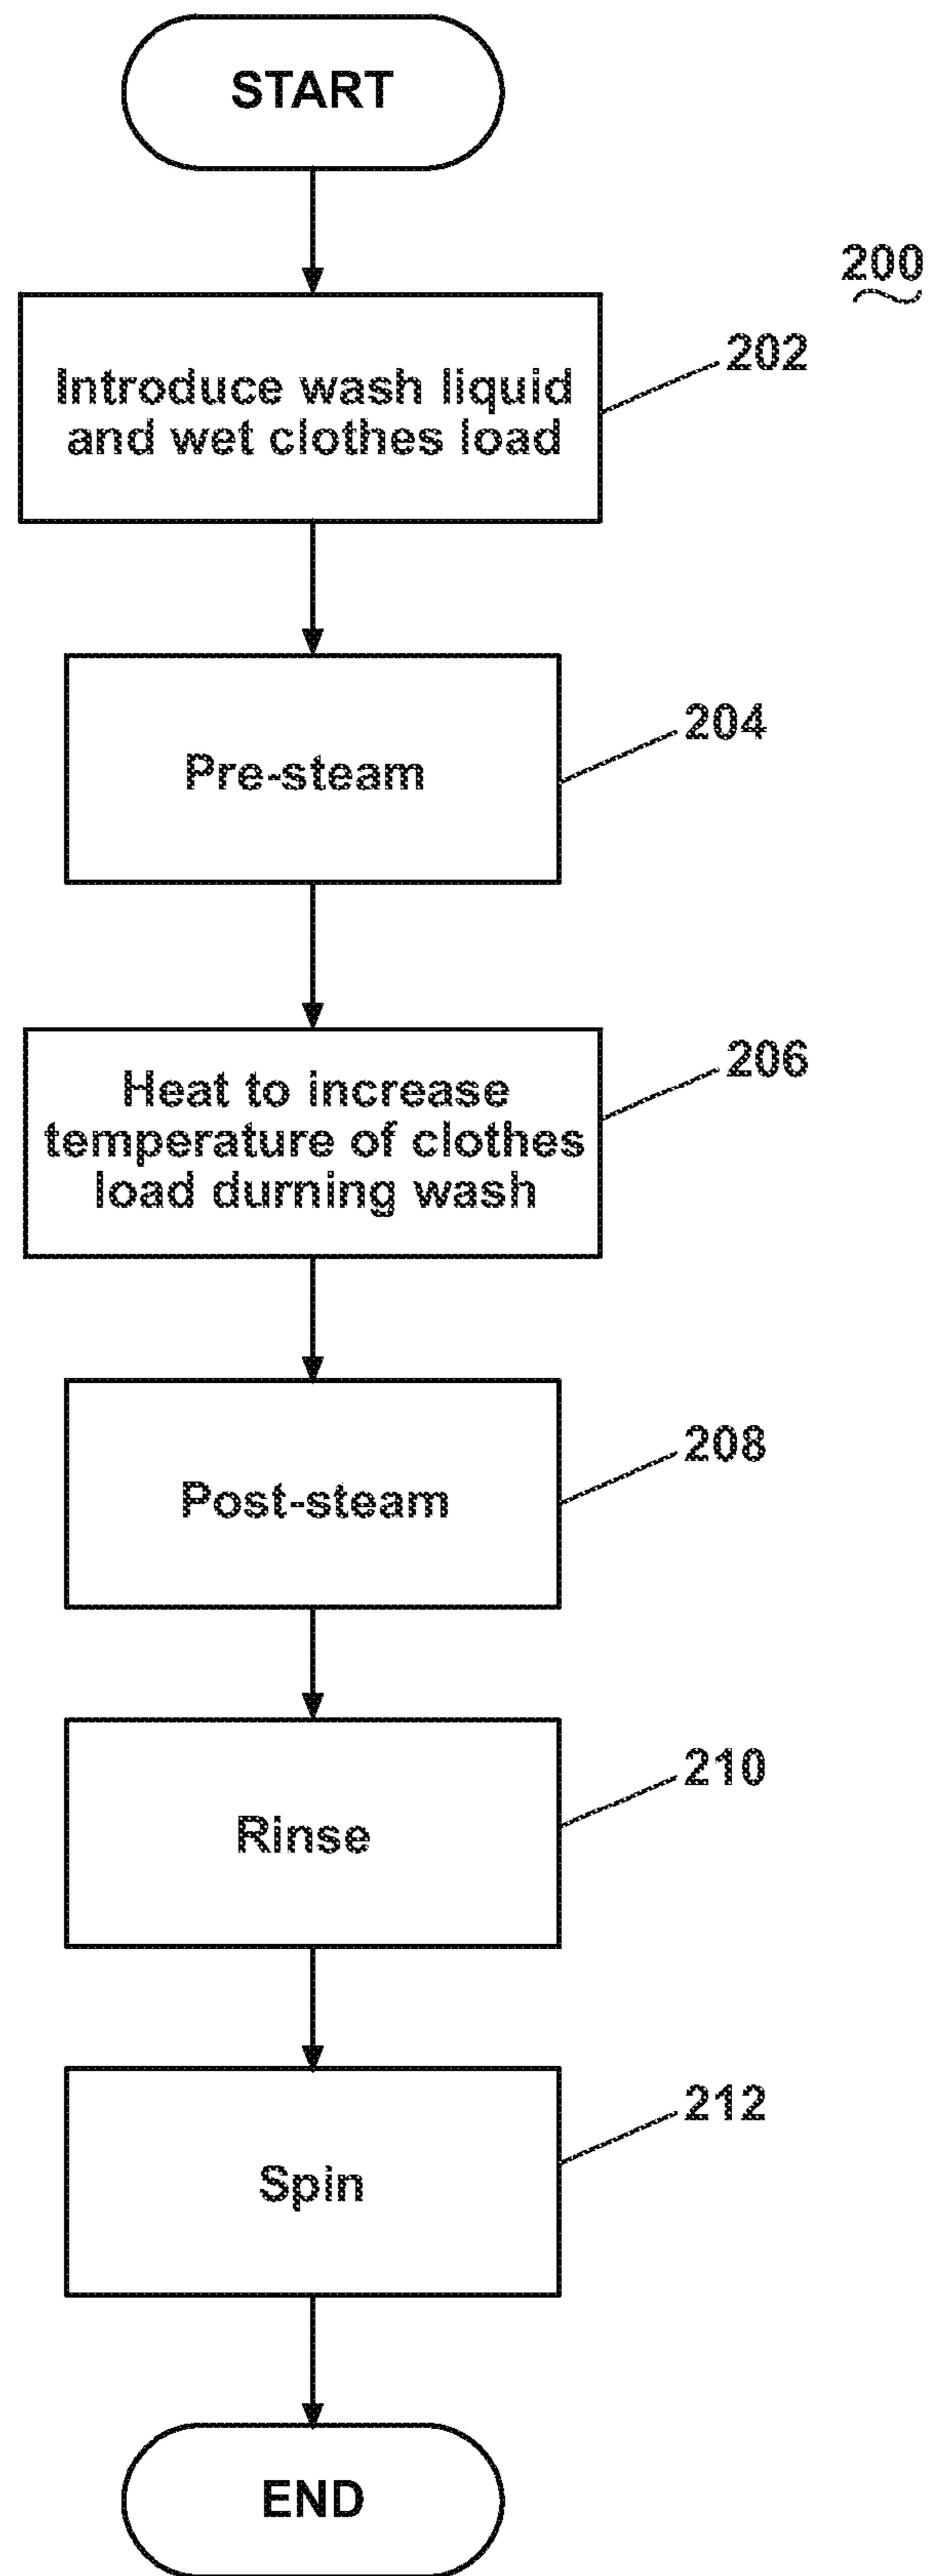 START
200
Introduce wash liquid
and wet clothes load
202
Pre-steam
204
Heat to increase
temperature of clothes
load durning wash
206
Post-steam
208
Rinse
210
Spin
212
END